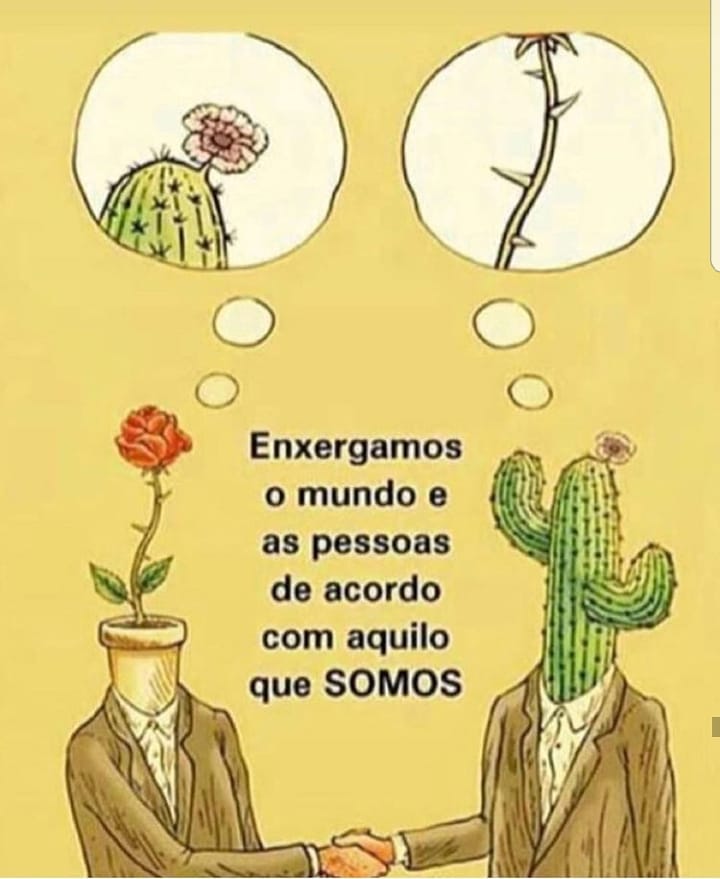 Enxergamos
o mundo e
as pessoas
de acordo
com aquilo
que SOMOS